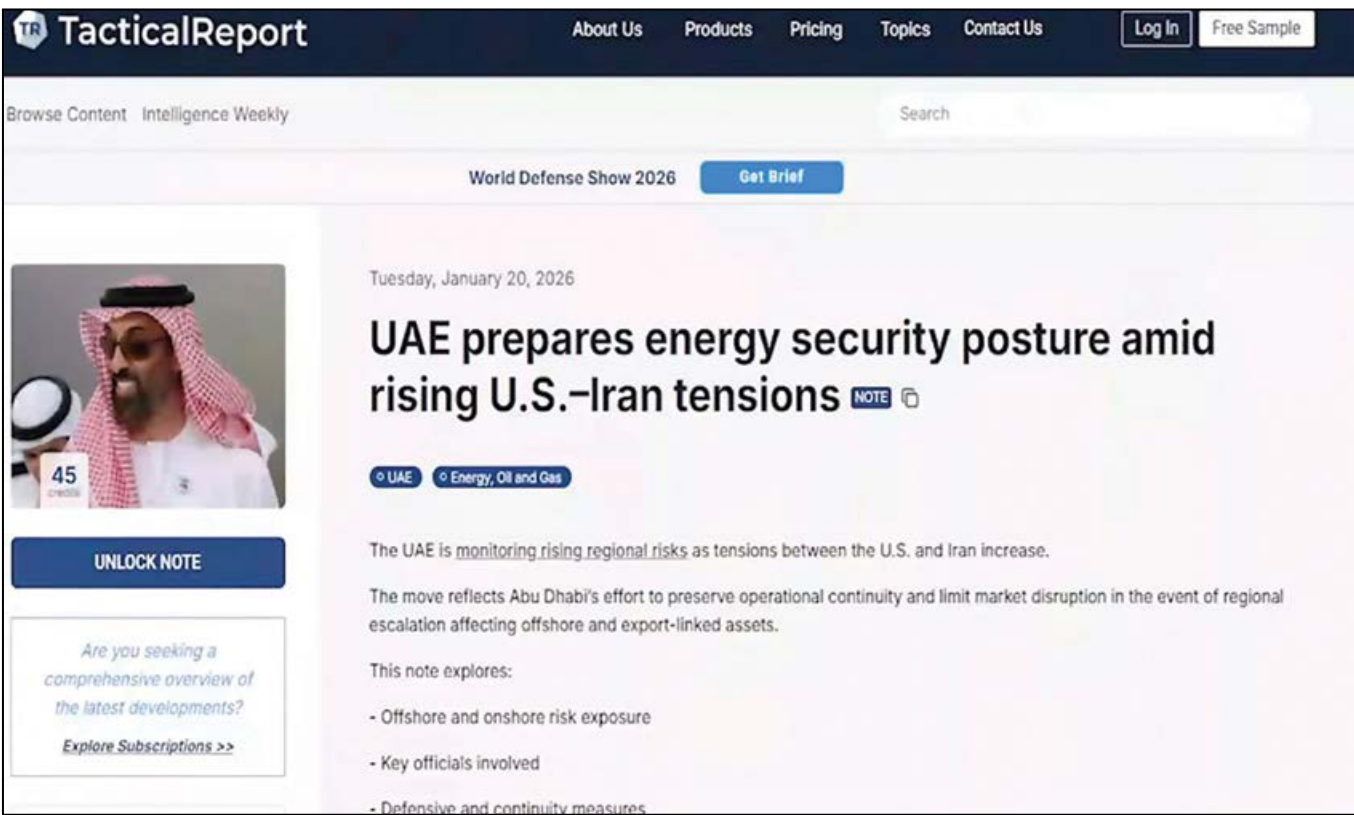 TR TacticalReport
About Us Products Pricing Topics Contact Us Log In Free Sample
Browse Content Intelligence Weekly Search
World Defense Show 2026 Get Brief
Tuesday, January 20, 2026
UAE prepares energy security posture amid
rising U.S.–Iran tensions NOTE
UAE Energy, Oil and Gas
45
credits
UNLOCK NOTE
Are you seeking a
comprehensive overview of
the latest developments?
Explore Subscriptions >>
The UAE is monitoring rising regional risks as tensions between the U.S. and Iran increase.
The move reflects Abu Dhabi's effort to preserve operational continuity and limit market disruption in the event of regional
escalation affecting offshore and export-linked assets.
This note explores:
- Offshore and onshore risk exposure
- Key officials involved
- Defensive and continuity measures